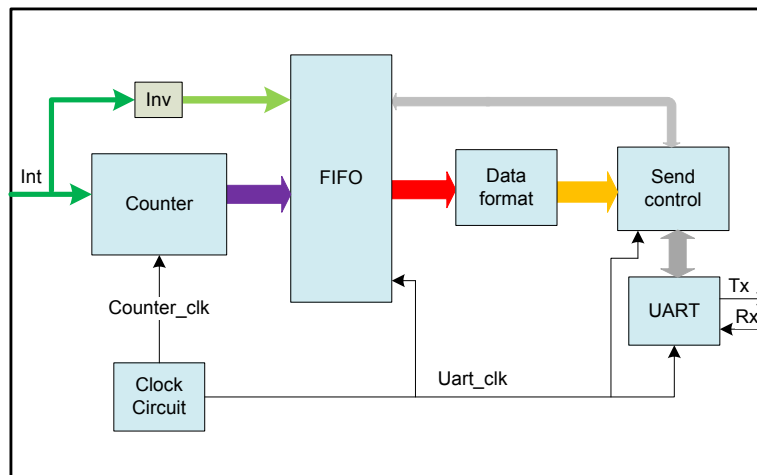 Inv
Int
Counter
FIFO
Data
format
Send
control
Counter_clk
Tx
UART
Rx
Clock
Circuit
Uart_clk